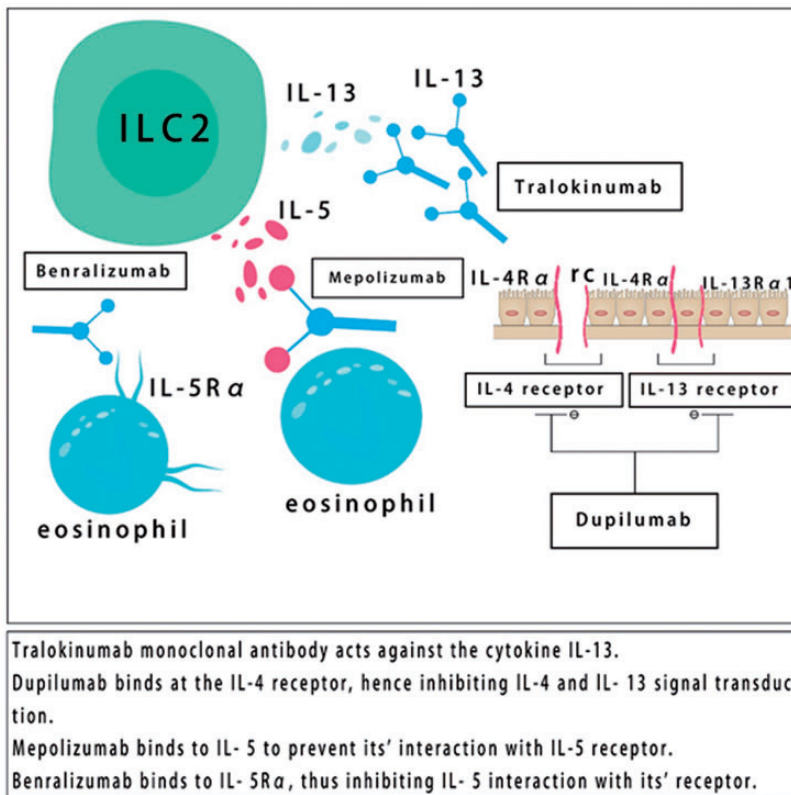 ILC2
IL-13
IL-13
Tralokinumab
IL-5
Benralizumab
Mepolizumab
IL-4Rα
rc
IL-4Rα
IL-13Rα1
IL-5Rα
IL-4 receptor
IL-13 receptor
eosinophil
eosinophil
Dupilumab
Tralokinumab monoclonal antibody acts against the cytokine IL-13.
Dupilumab binds at the IL-4 receptor, hence inhibiting IL-4 and IL- 13 signal transduc
tion.
Mepolizumab binds to IL- 5 to prevent its’ interaction with IL-5 receptor.
Benralizumab binds to IL- 5Rα, thus inhibiting IL- 5 interaction with its’ receptor.